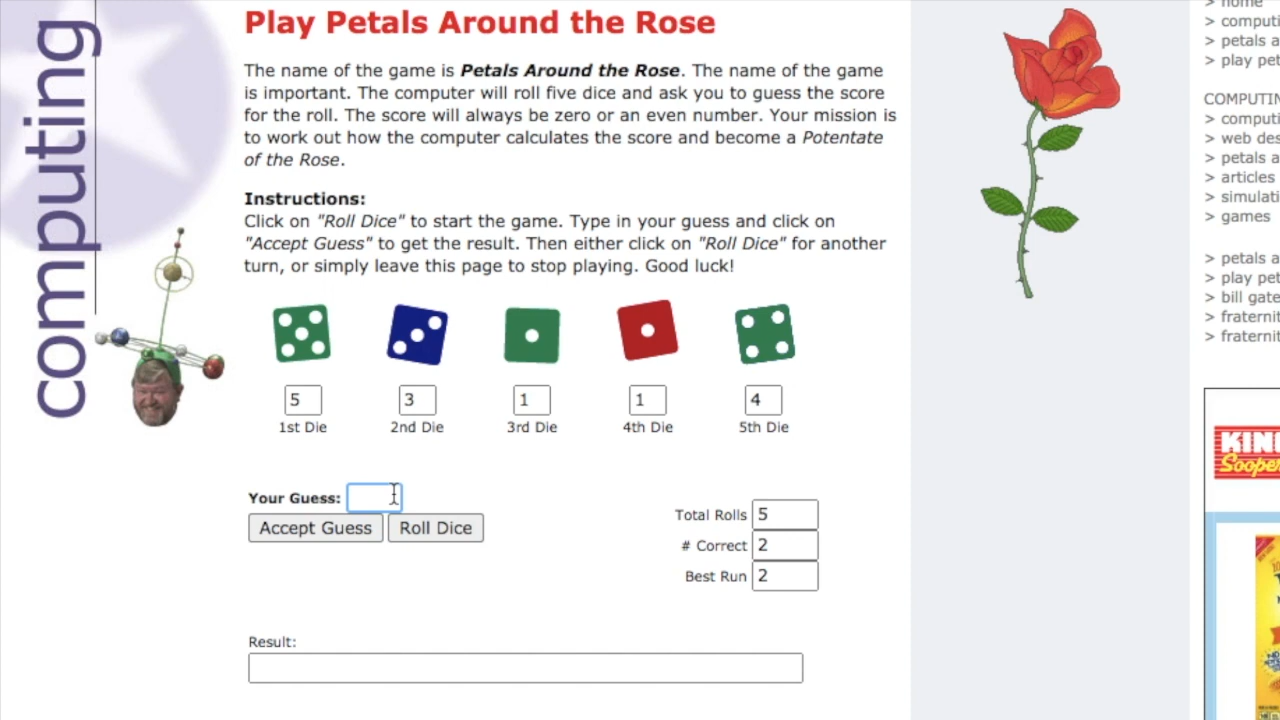 computing
Play Petals Around the Rose
The name of the game is Petals Around the Rose. The name of the game
is important. The computer will roll five dice and ask you to guess the score
for the roll. The score will always be zero or an even number. Your mission is
to work out how the computer calculates the score and become a Potentate
of the Rose.
Instructions:
Click on "Roll Dice" to start the game. Type in your guess and click on
"Accept Guess" to get the result. Then either click on "Roll Dice" for another
turn, or simply leave this page to stop playing. Good luck!
5 3 1 1 4
1st Die 2nd Die 3rd Die 4th Die 5th Die
Your Guess:
Accept Guess Roll Dice
Total Rolls 5
# Correct 2
Best Run 2
Result:
> home
> computi
> petals a
> play pet
COMPUTIN
> computi
> web des
> petals a
> articles
> simulati
> games
> petals a
> play pet
> bill gate
> fraternit
> fraternit
KIN
Sooper